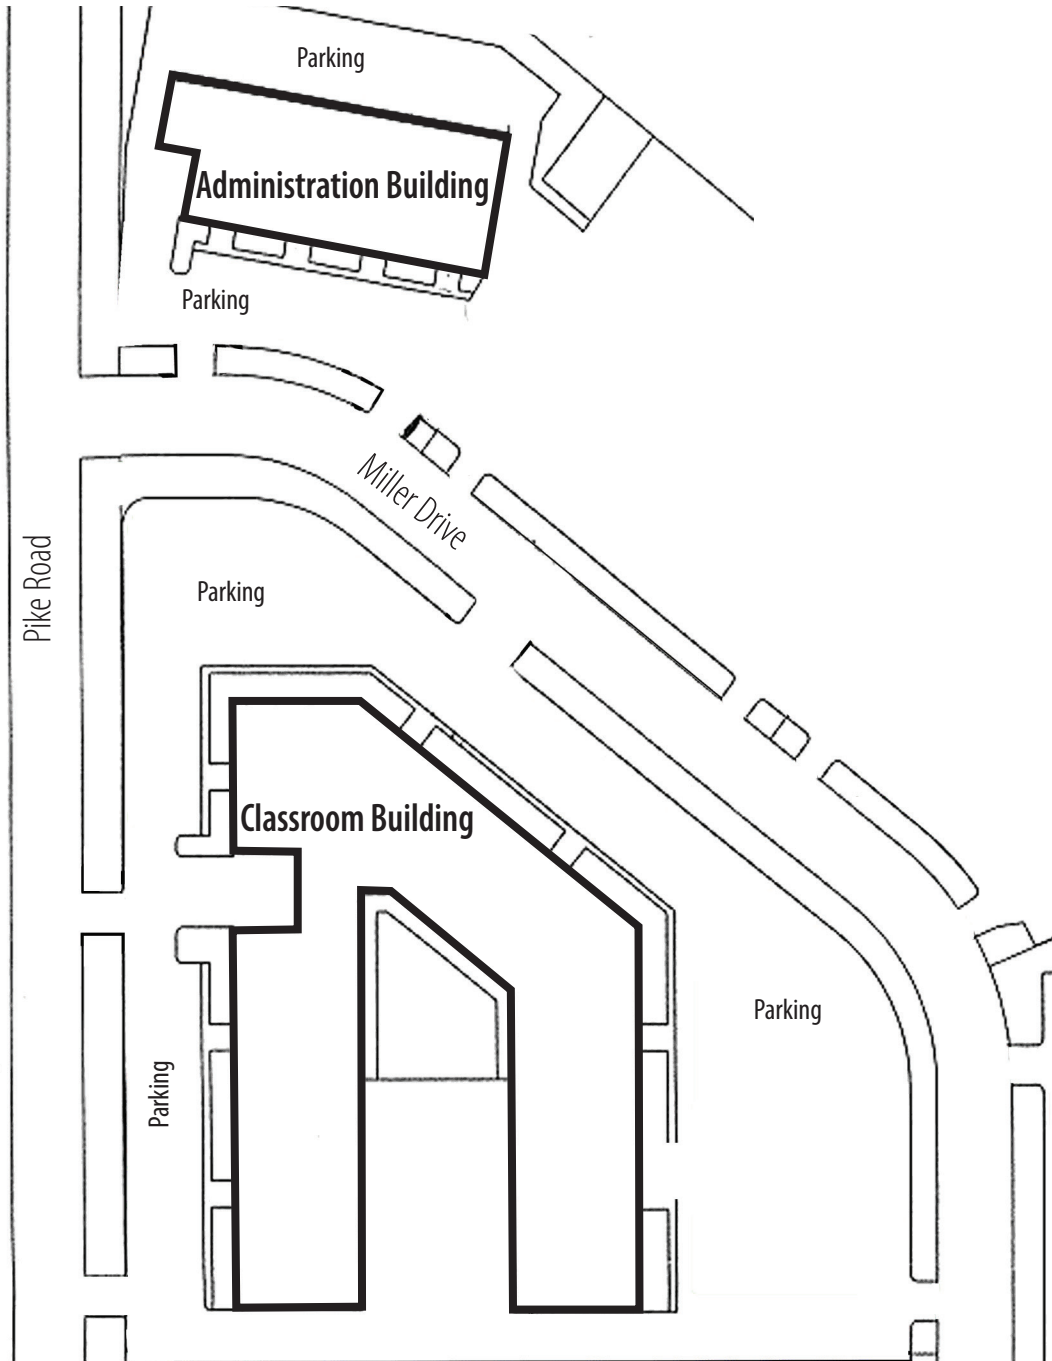 Parking
Administration Building
Parking
Miller Drive
Pike Road
Parking
Classroom Building
Parking
Parking